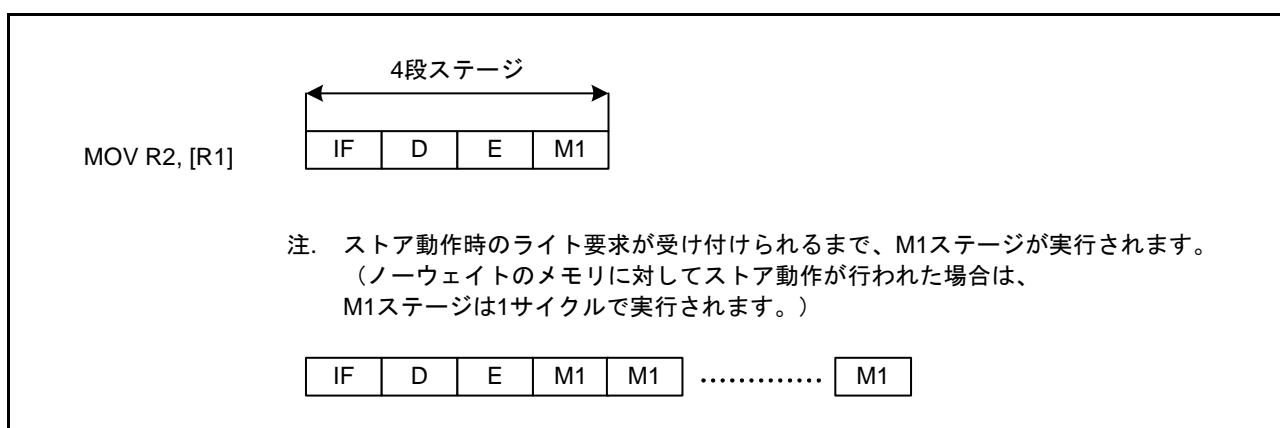 4段ステージ
MOV R2, [R1]
IF D E M1
注. ストア動作時のライト要求が受け付けられるまで、M1ステージが実行されます。
（ノーウェイトのメモリに対してストア動作が行われた場合は、
M1ステージは1サイクルで実行されます。）
IF D E M1 M1 ............. M1